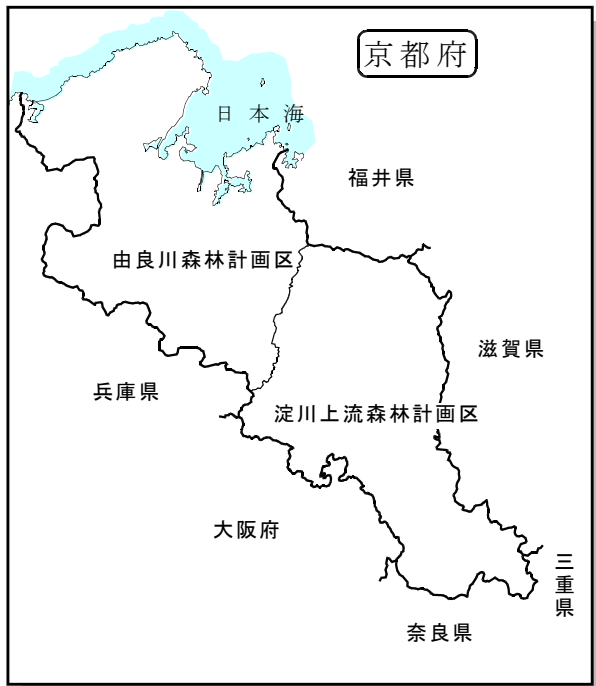 京都府
日本海
福井県
由良川森林計画区
滋賀県
兵庫県
淀川上流森林計画区
大阪府
三重県
奈良県